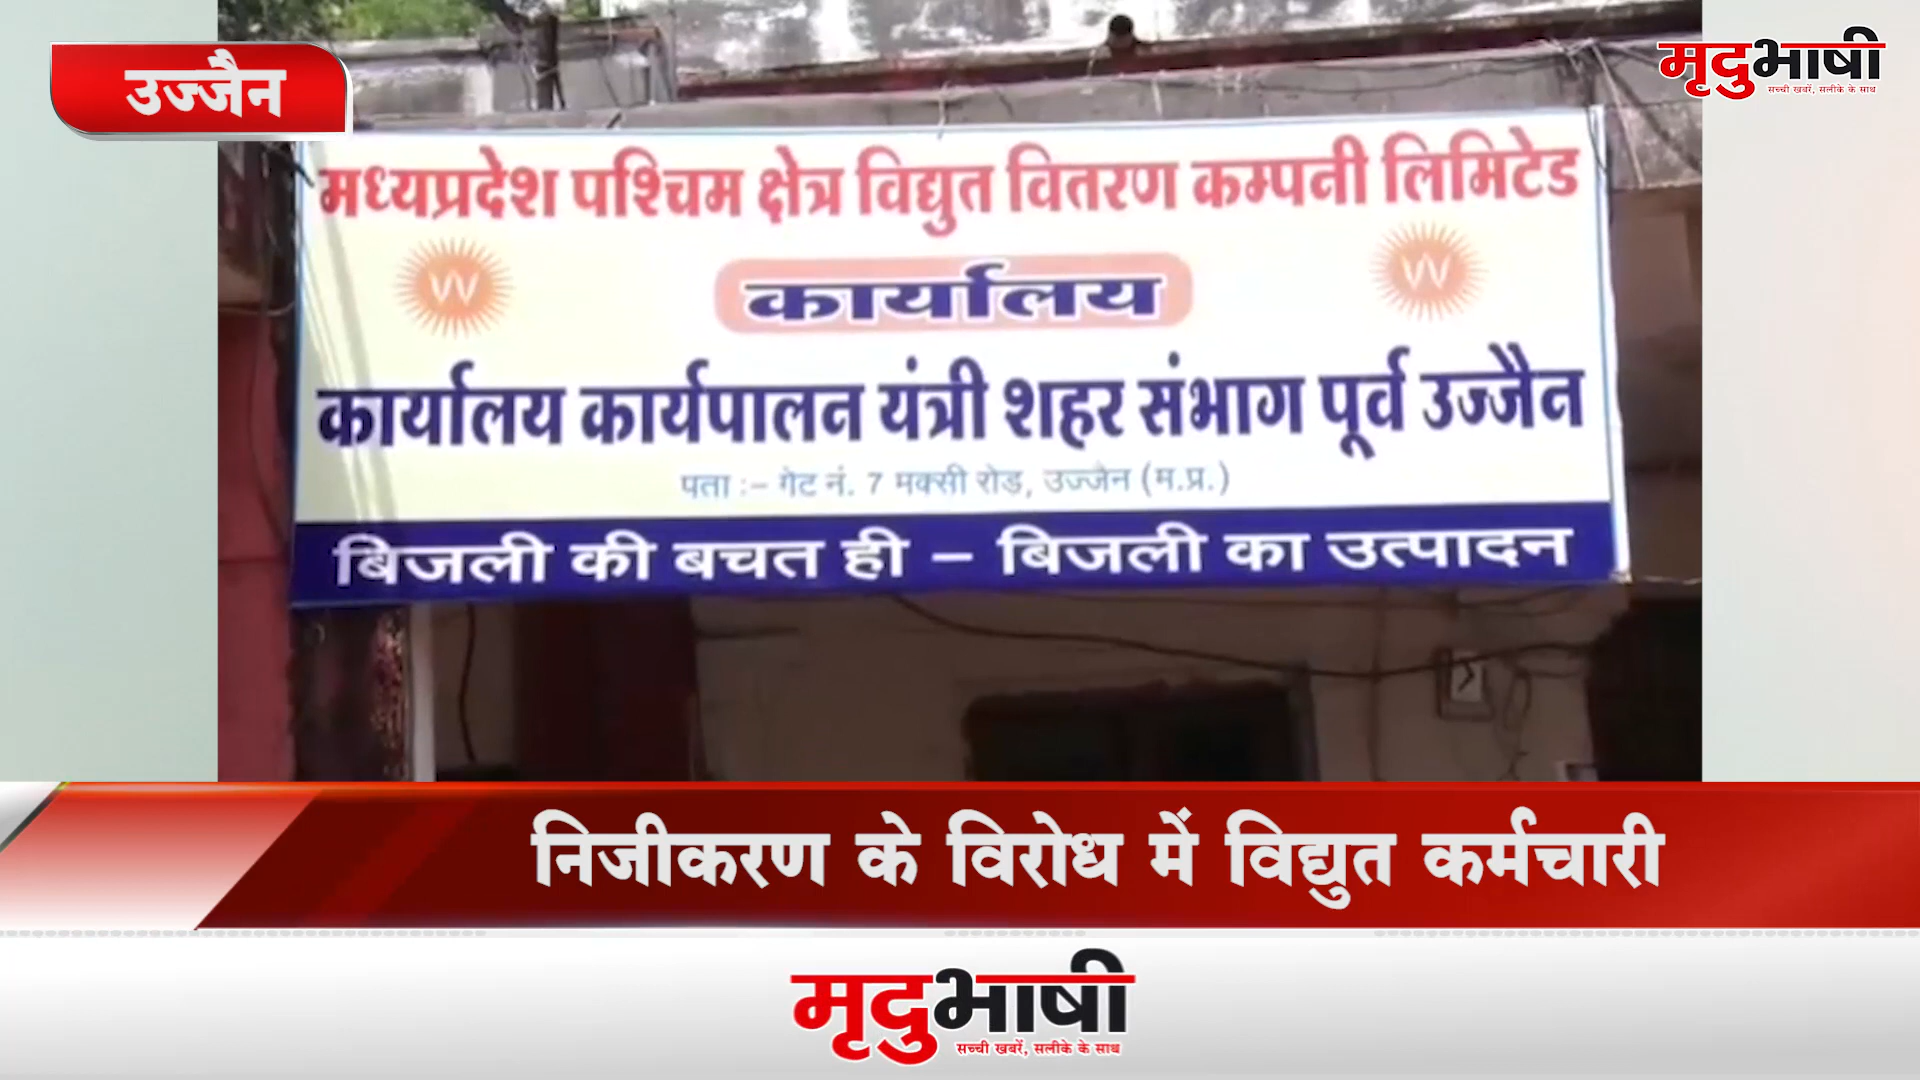 उज्जैन
मृदुभाषी
सच्ची खबरें, सलीके के साथ
मध्यप्रदेश पश्चिम क्षेत्र विद्युत वितरण कम्पनी लिमिटेड
कार्यालय
कार्यालय कार्यपालन यंत्री शहर संभाग पूर्व उज्जैन
पता :– गेट नं. 7 मक्सी रोड, उज्जैन (म.प्र.)
बिजली की बचत ही – बिजली का उत्पादन
निजीकरण के विरोध में विद्युत कर्मचारी
मृदुभाषी
सच्ची खबरें, सलीके के साथ